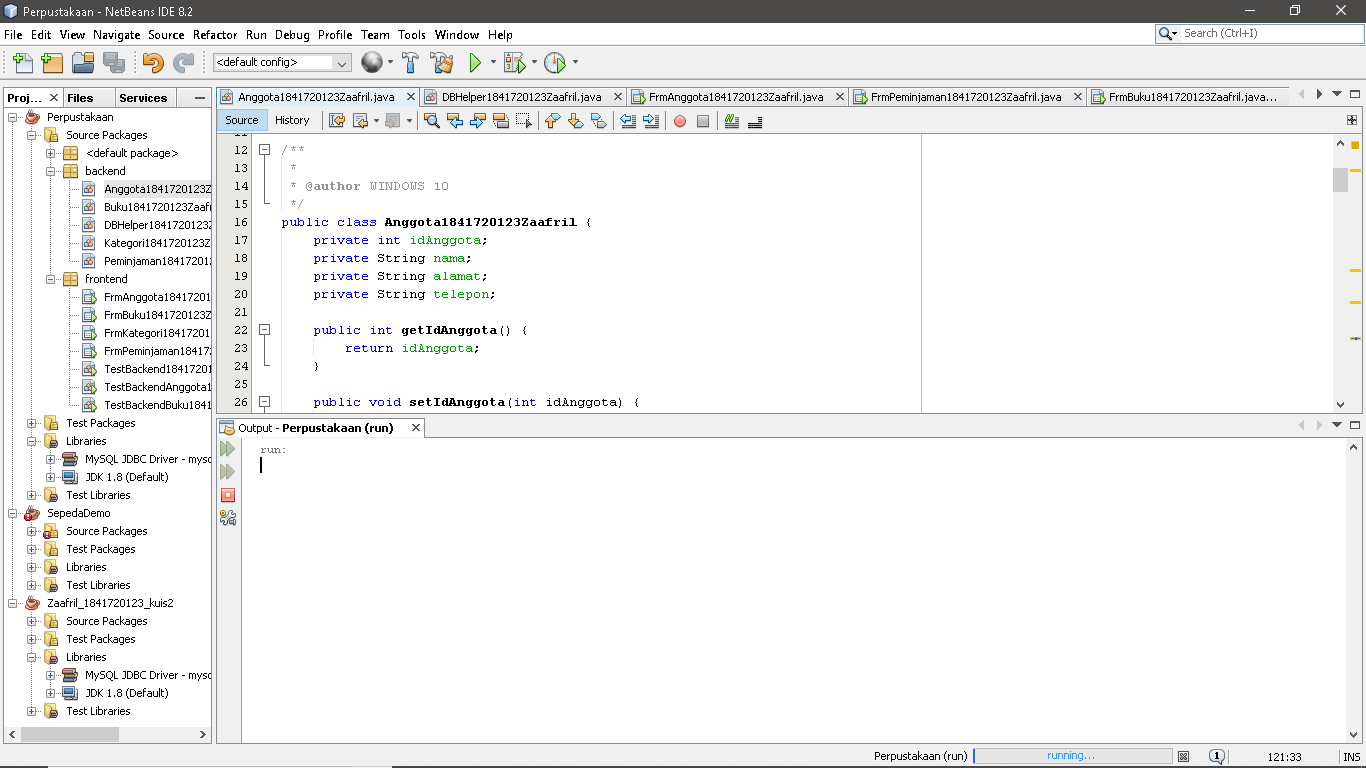 Perpustakaan - NetBeans IDE 8.2
File Edit View Navigate Source Refactor Run Debug Profile Team Tools Window Help
Search (Ctrl+I)
<default config>
Proj... Files Services
Perpustakaan
Source Packages
<default package>
backend
Anggota1841720123Z
Buku1841720123Zaafr
DBHelper1841720123Z
Kategori1841720123Z
Peminjaman18417201
frontend
FrmAnggota18417201
FrmBuku1841720123Z
FrmKategori18417201
FrmPeminjaman18417
TestBackend1841720
TestBackendAnggota1
TestBackendBuku1841
Test Packages
Libraries
MySQL JDBC Driver - mysq
JDK 1.8 (Default)
Test Libraries
SepedaDemo
Source Packages
Test Packages
Libraries
Test Libraries
Zaafril_1841720123_kuis2
Source Packages
Test Packages
Libraries
MySQL JDBC Driver - mysq
JDK 1.8 (Default)
Test Libraries
Anggota1841720123Zaafril.java DBHelper1841720123Zaafril.java FrmAnggota1841720123Zaafril.java FrmPeminjaman1841720123Zaafril.java FrmBuku1841720123Zaafril.java...
Source History
11
12 /**
13 *
14 * @author WINDOWS 10
15 */
16 public class Anggota1841720123Zaafril {
17 private int idAnggota;
18 private String nama;
19 private String alamat;
20 private String telepon;
21
22 public int getIdAnggota() {
23 return idAnggota;
24 }
25
26 public void setIdAnggota(int idAnggota) {
Output - Perpustakaan (run)
run:
Perpustakaan (run) running... 1 121:33 INS